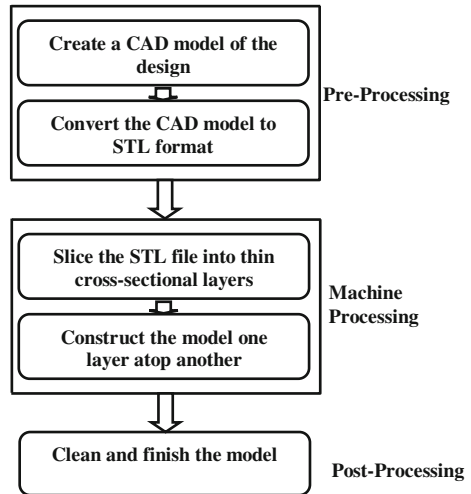 Create a CAD model of the
design
Pre-Processing
Convert the CAD model to
STL format
Slice the STL file into thin
cross-sectional layers
Machine
Processing
Construct the model one
layer atop another
Clean and finish the model
Post-Processing